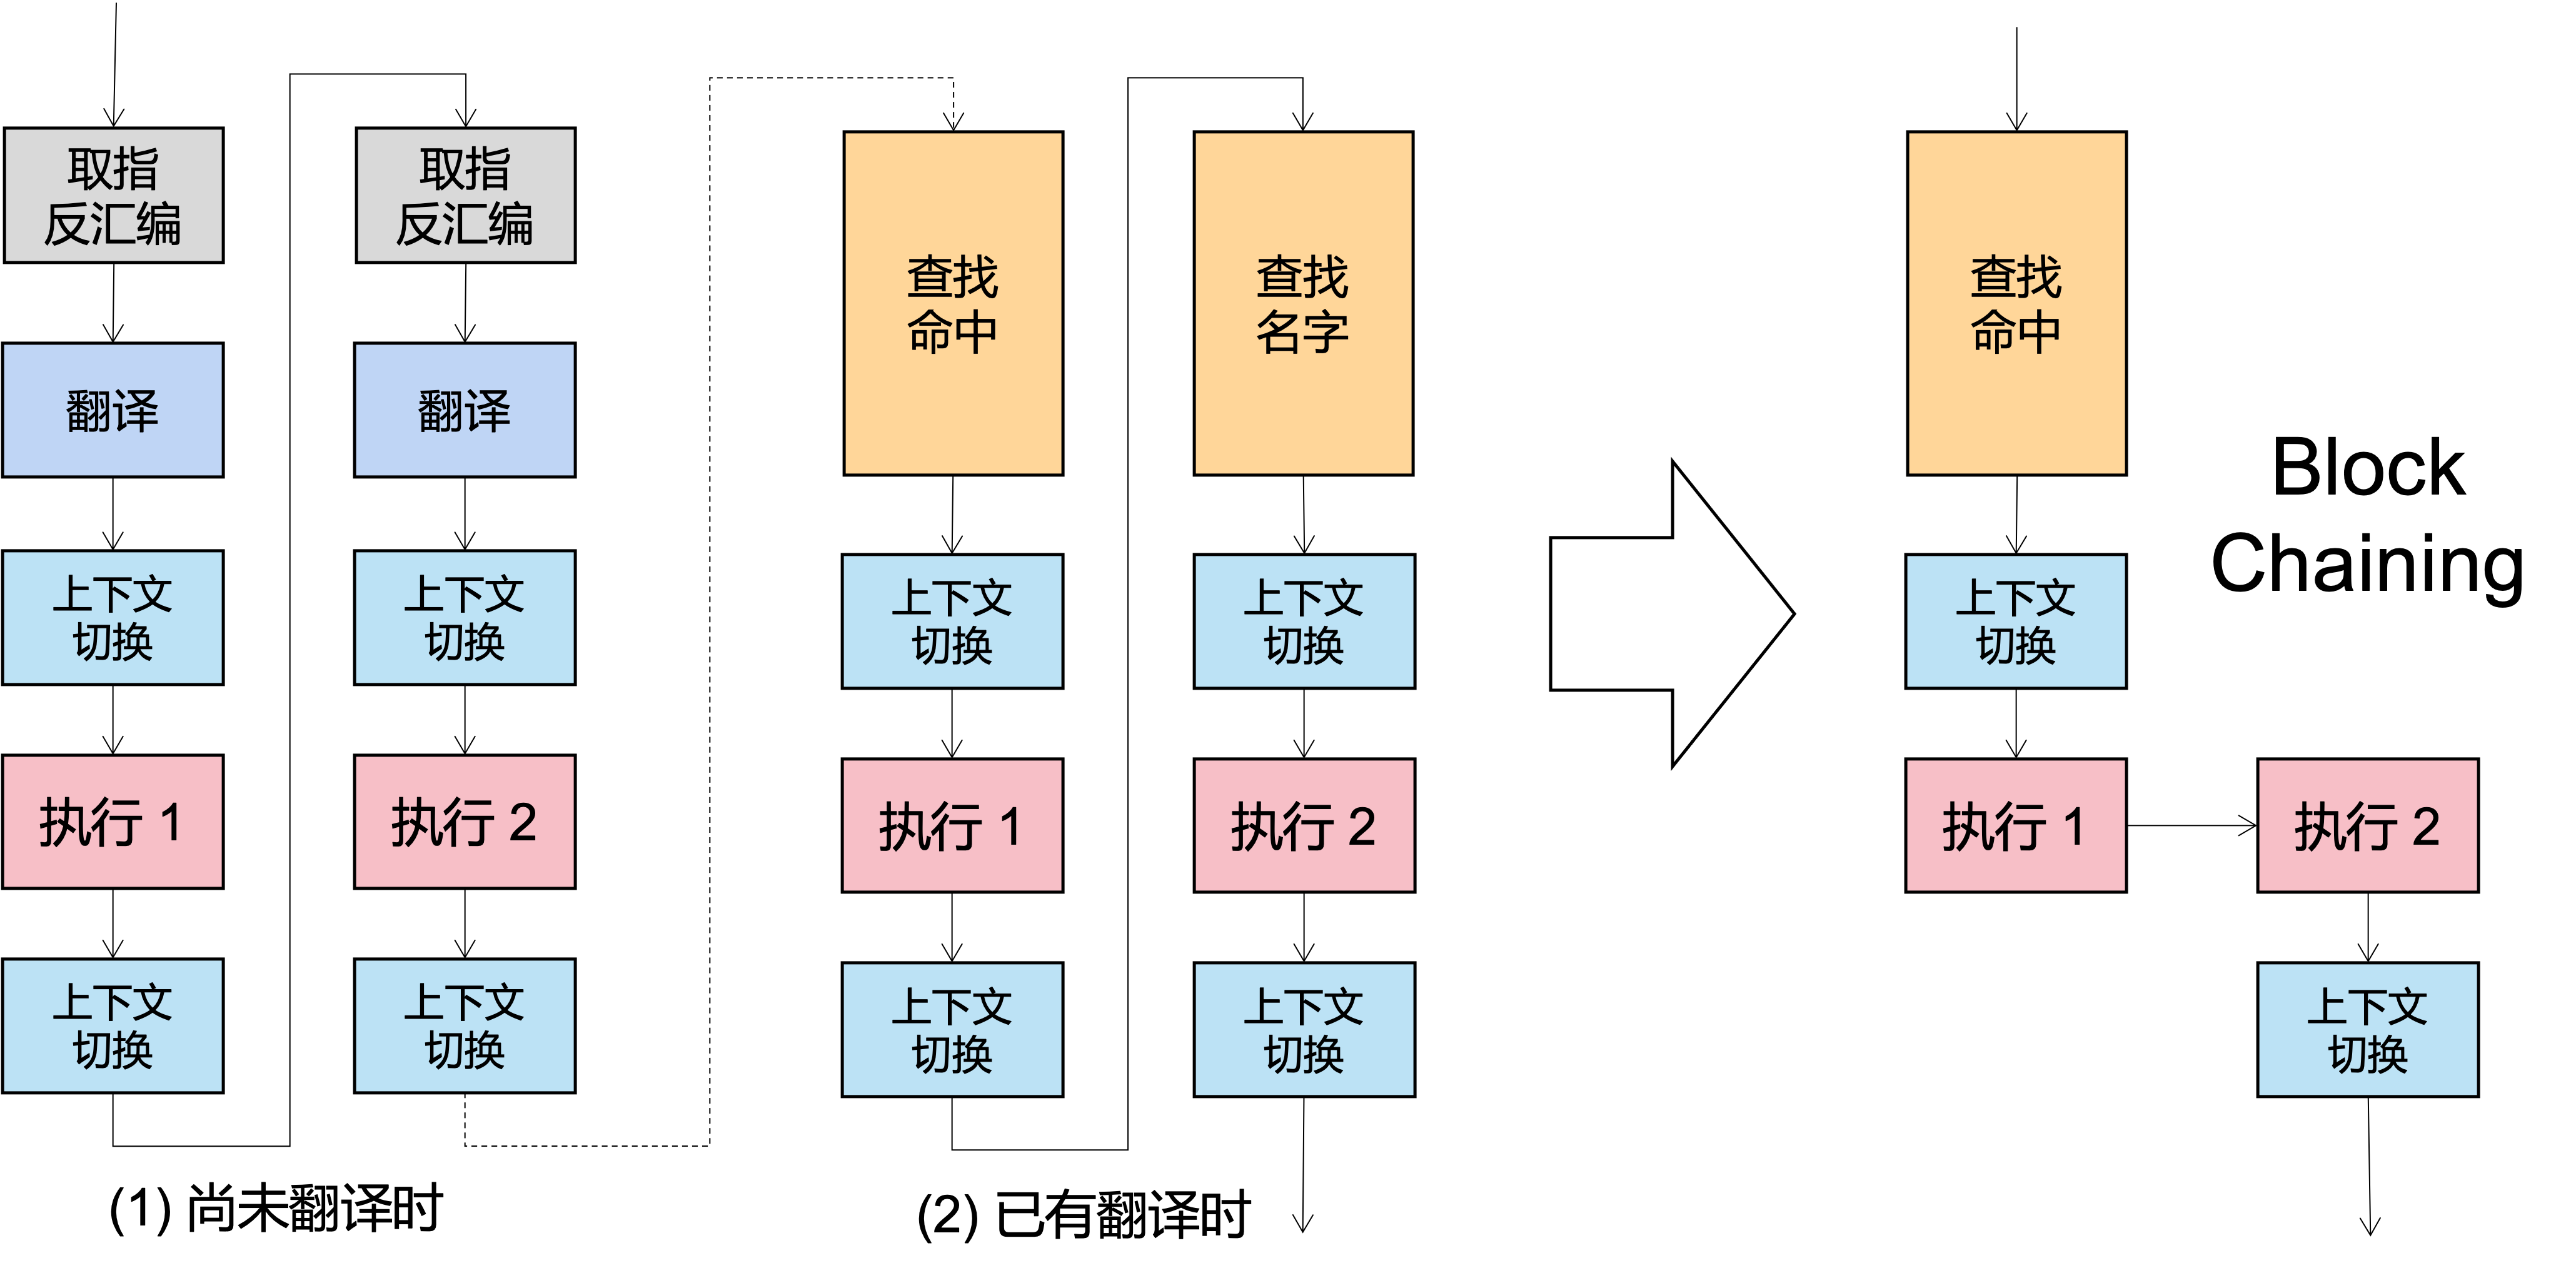 取指
反汇编
翻译
上下文
切换
执行 1
上下文
切换
取指
反汇编
翻译
上下文
切换
执行 2
上下文
切换
(1) 尚未翻译时
查找
命中
上下文
切换
执行 1
上下文
切换
查找
名字
上下文
切换
执行 2
上下文
切换
(2) 已有翻译时
查找
命中
上下文
切换
执行 1
执行 2
上下文
切换
Block
Chaining